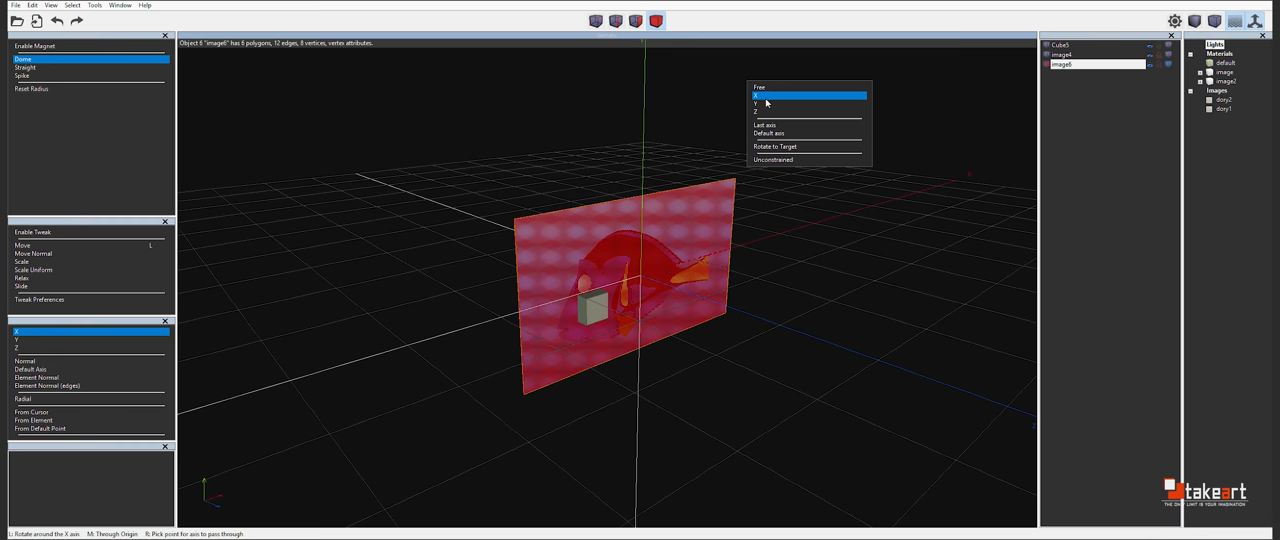 File Edit View Select Tools Window Help
Enable Magnet
Dome
Straight
Spike
Reset Radius
Enable Tweak
Move L
Move Normal
Scale
Scale Uniform
Relax
Slide
Tweak Preferences
X
Y
Z
Normal
Default Axis
Element Normal
Element Normal (edges)
Radial
From Cursor
From Element
From Default Point
Object 6 "image6" has 6 polygons, 12 edges, 8 vertices, vertex attributes.
Free
X
Y
Z
Last axis
Default axis
Rotate to Target
Unconstrained
Y
X
Z
Cube5
image4
image6
Lights
Materials
default
image
image2
Images
dory2
dory1
takeart
THE ONLY LIMIT IS YOUR IMAGINATION
L: Rotate around the X axis M: Through Origin R: Pick point for axis to pass through